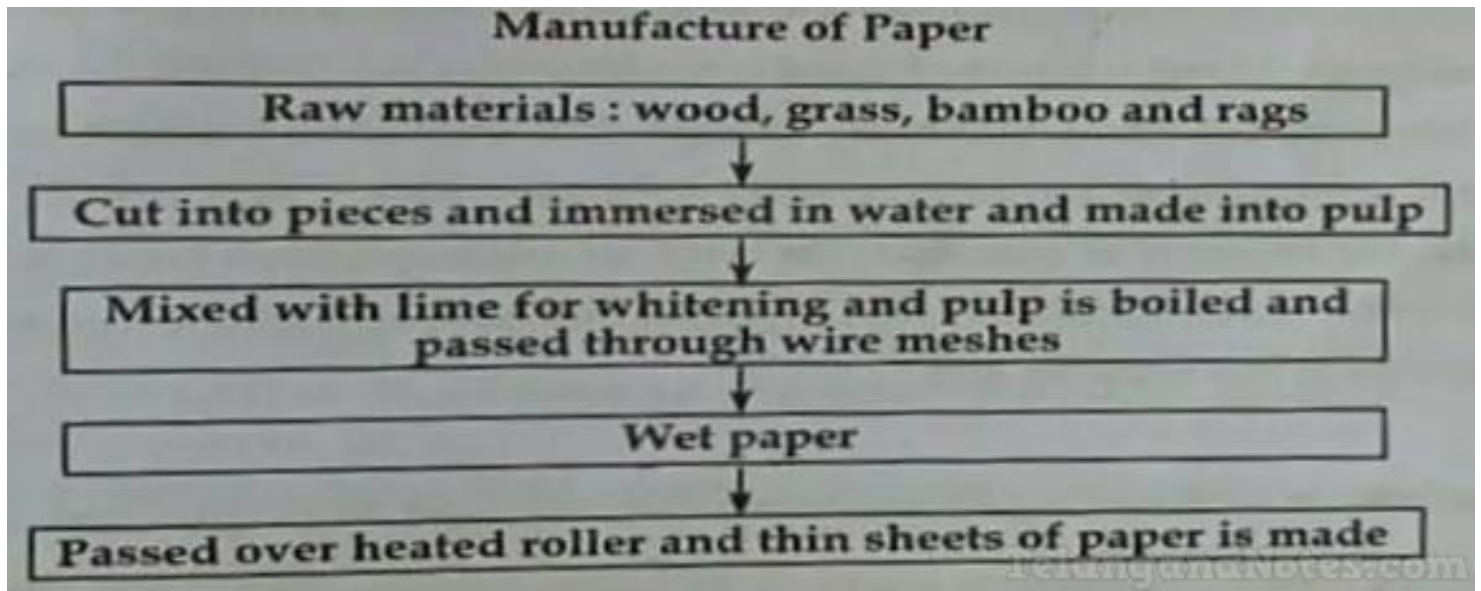 Manufacture of Paper
Raw materials : wood, grass, bamboo and rags
Cut into pieces and immersed in water and made into pulp
Mixed with lime for whitening and pulp is boiled and
passed through wire meshes
Wet paper
Passed over heated roller and thin sheets of paper is made
TelanganaNotes.com